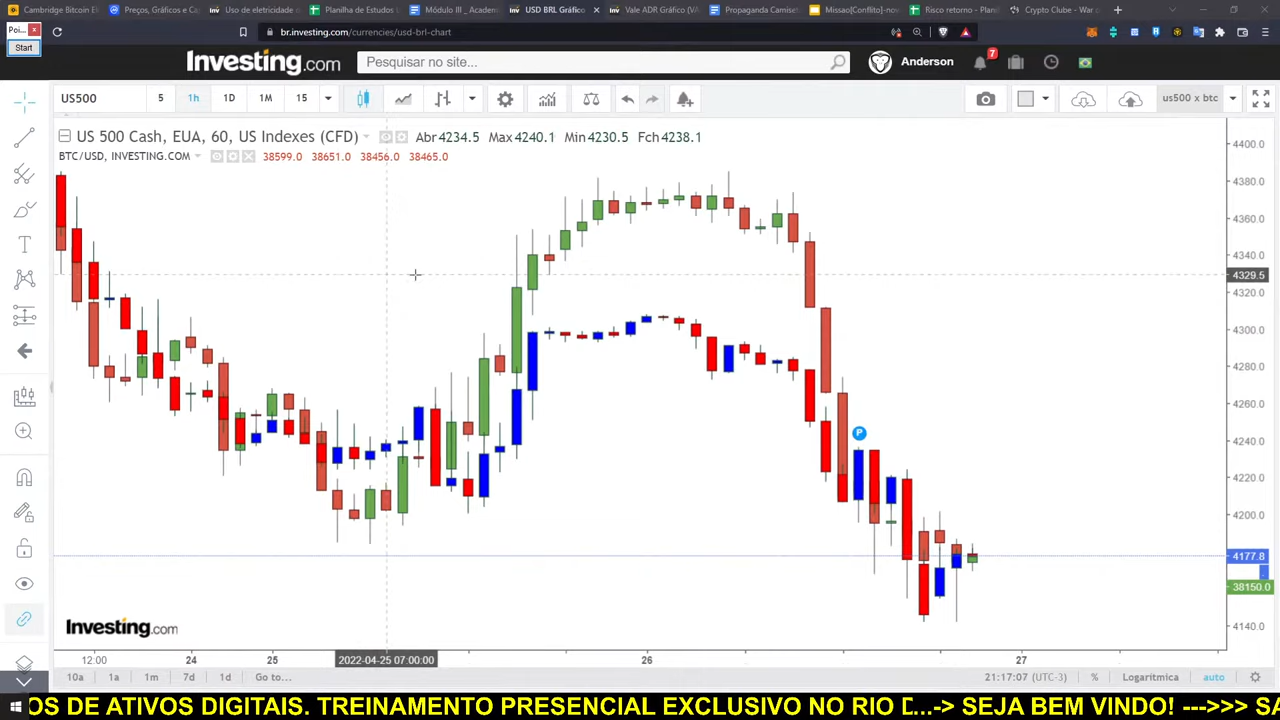 Cambridge Bitcoin Ele
Preços, Gráficos e Ca
Uso de eletricidade
Planilha de Estudos
Módulo III _ Acader
USD BRL Gráfico
Vale ADR Gráfico (VA
Propaganda Camiset
Missao[Conflito]-nov
Risco retorno - Plani
Crypto Clube - War o
Poi...
Start
br.investing.com/currencies/usd-brl-chart
Investing.com
Pesquisar no site...
Anderson
7
US500
5
1h
1D
1M
15
us500 x btc
US 500 Cash, EUA, 60, US Indexes (CFD)
Abr 4234.5 Max 4240.1 Min 4230.5 Fch 4238.1
BTC/USD, INVESTING.COM
38599.0 38651.0 38456.0 38465.0
4400.0
4380.0
4360.0
4340.0
4329.5
4320.0
4300.0
4280.0
4260.0
4240.0
4220.0
4200.0
4177.8
38150.0
4140.0
P
Investing.com
12:00
24
25
2022-04-25 07:00:00
26
27
10a
1a
1m
7d
1d
Go to...
21:17:07 (UTC-3)
%
Logarítmica
auto
OS DE ATIVOS DIGITAIS. TREINAMENTO PRESENCIAL EXCLUSIVO NO RIO D...-> SEJA BEM VINDO! --->>> SA